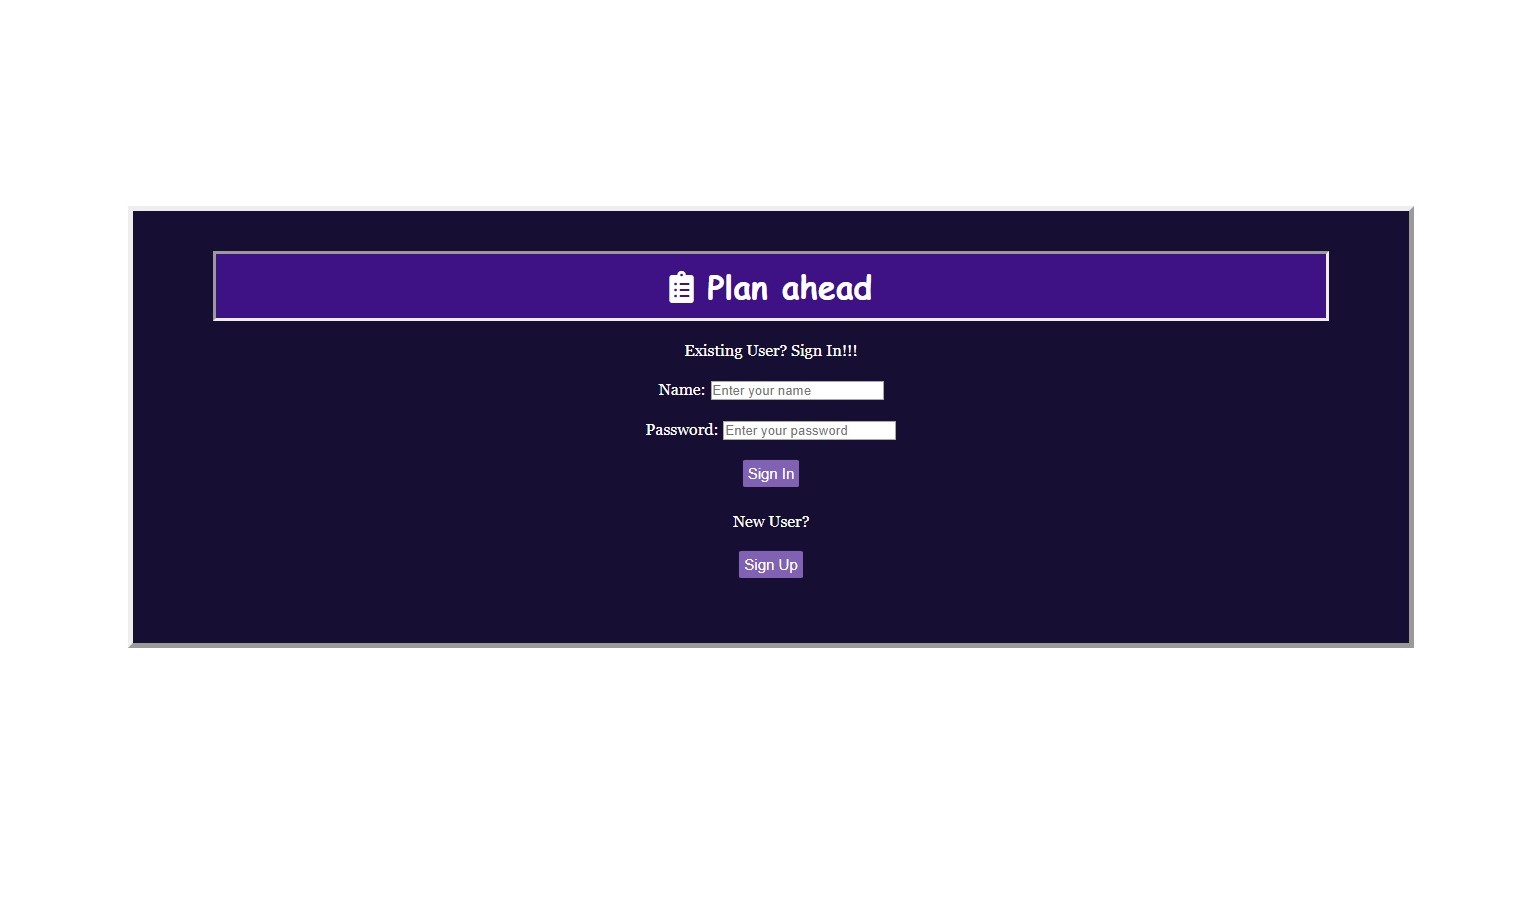 Plan ahead
Existing User? Sign In!!!
Name: Enter your name
Password: Enter your password
Sign In
New User?
Sign Up